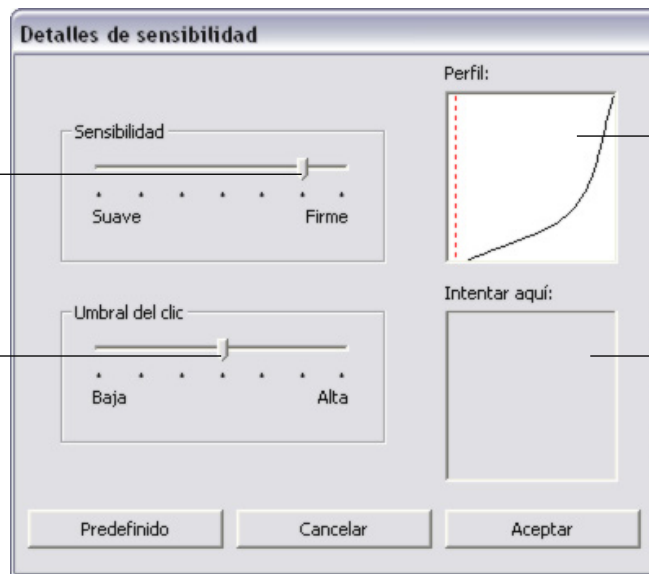 Detalles de sensibilidad
Perfil:
Sensibilidad
Suave Firme
Intentar aquí:
Umbral del clic
Baja Alta
Predefinido Cancelar Aceptar